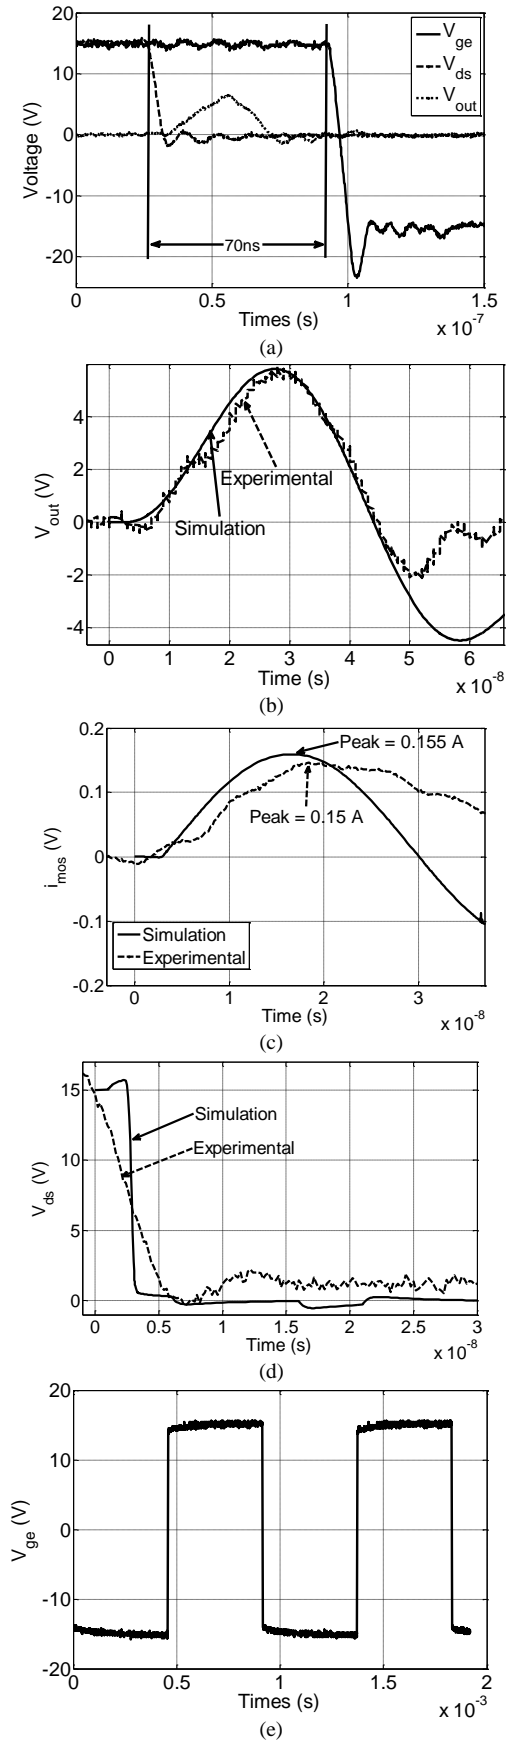 20
15
10
0
-10
-20
Voltage (V)
V_ge
V_ds
V_out
70ns
0 0.5 1 1.5
Times (s)
x 10^-7
(a)
4
2
0
-2
-4
V_out (V)
Experimental
Simulation
0 1 2 3 4 5 6
Time (s)
x 10^-8
(b)
0.2
0.1
0
-0.1
-0.2
i_mos (V)
Peak = 0.155 A
Peak = 0.15 A
Simulation
Experimental
0 1 2 3
Time (s)
x 10^-8
(c)
15
10
5
0
V_ds (V)
Simulation
Experimental
0 0.5 1 1.5 2 2.5 3
Time (s)
x 10^-8
(d)
20
10
0
-10
-20
V_ge (V)
0 0.5 1 1.5 2
Times (s)
x 10^-3
(e)